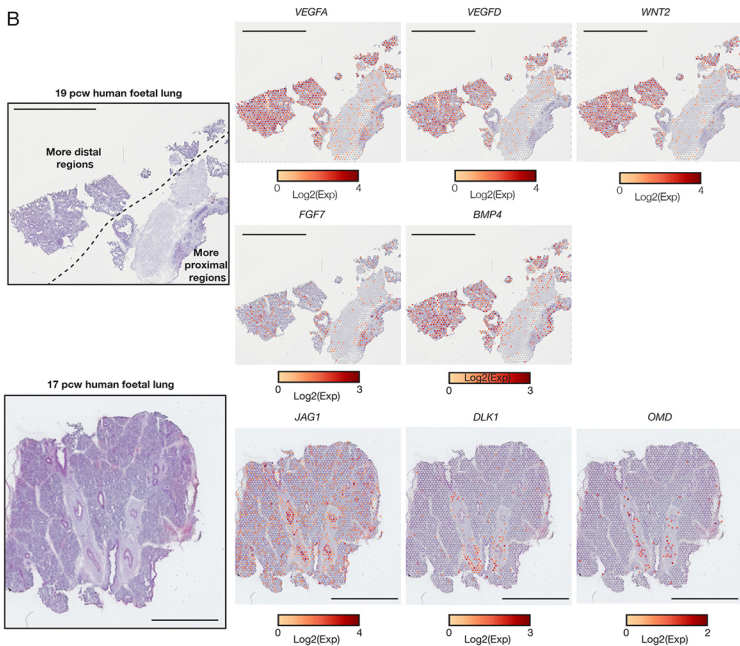 B
VEGFA
VEGFD
WNT2
19 pcw human foetal lung
More distal
regions
More
proximal
regions
0 4
Log2(Exp)
0 4
Log2(Exp)
0 4
Log2(Exp)
FGF7
BMP4
0 3
Log2(Exp)
0 3
Log2(Exp)
17 pcw human foetal lung
JAG1
DLK1
OMD
0 4
Log2(Exp)
0 3
Log2(Exp)
0 2
Log2(Exp)